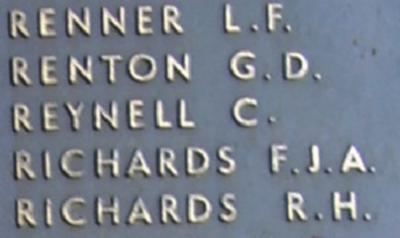 RENNER L.F.
RENTON G.D.
REYNELL C.
RICHARDS F.J.A.
RICHARDS R.H.